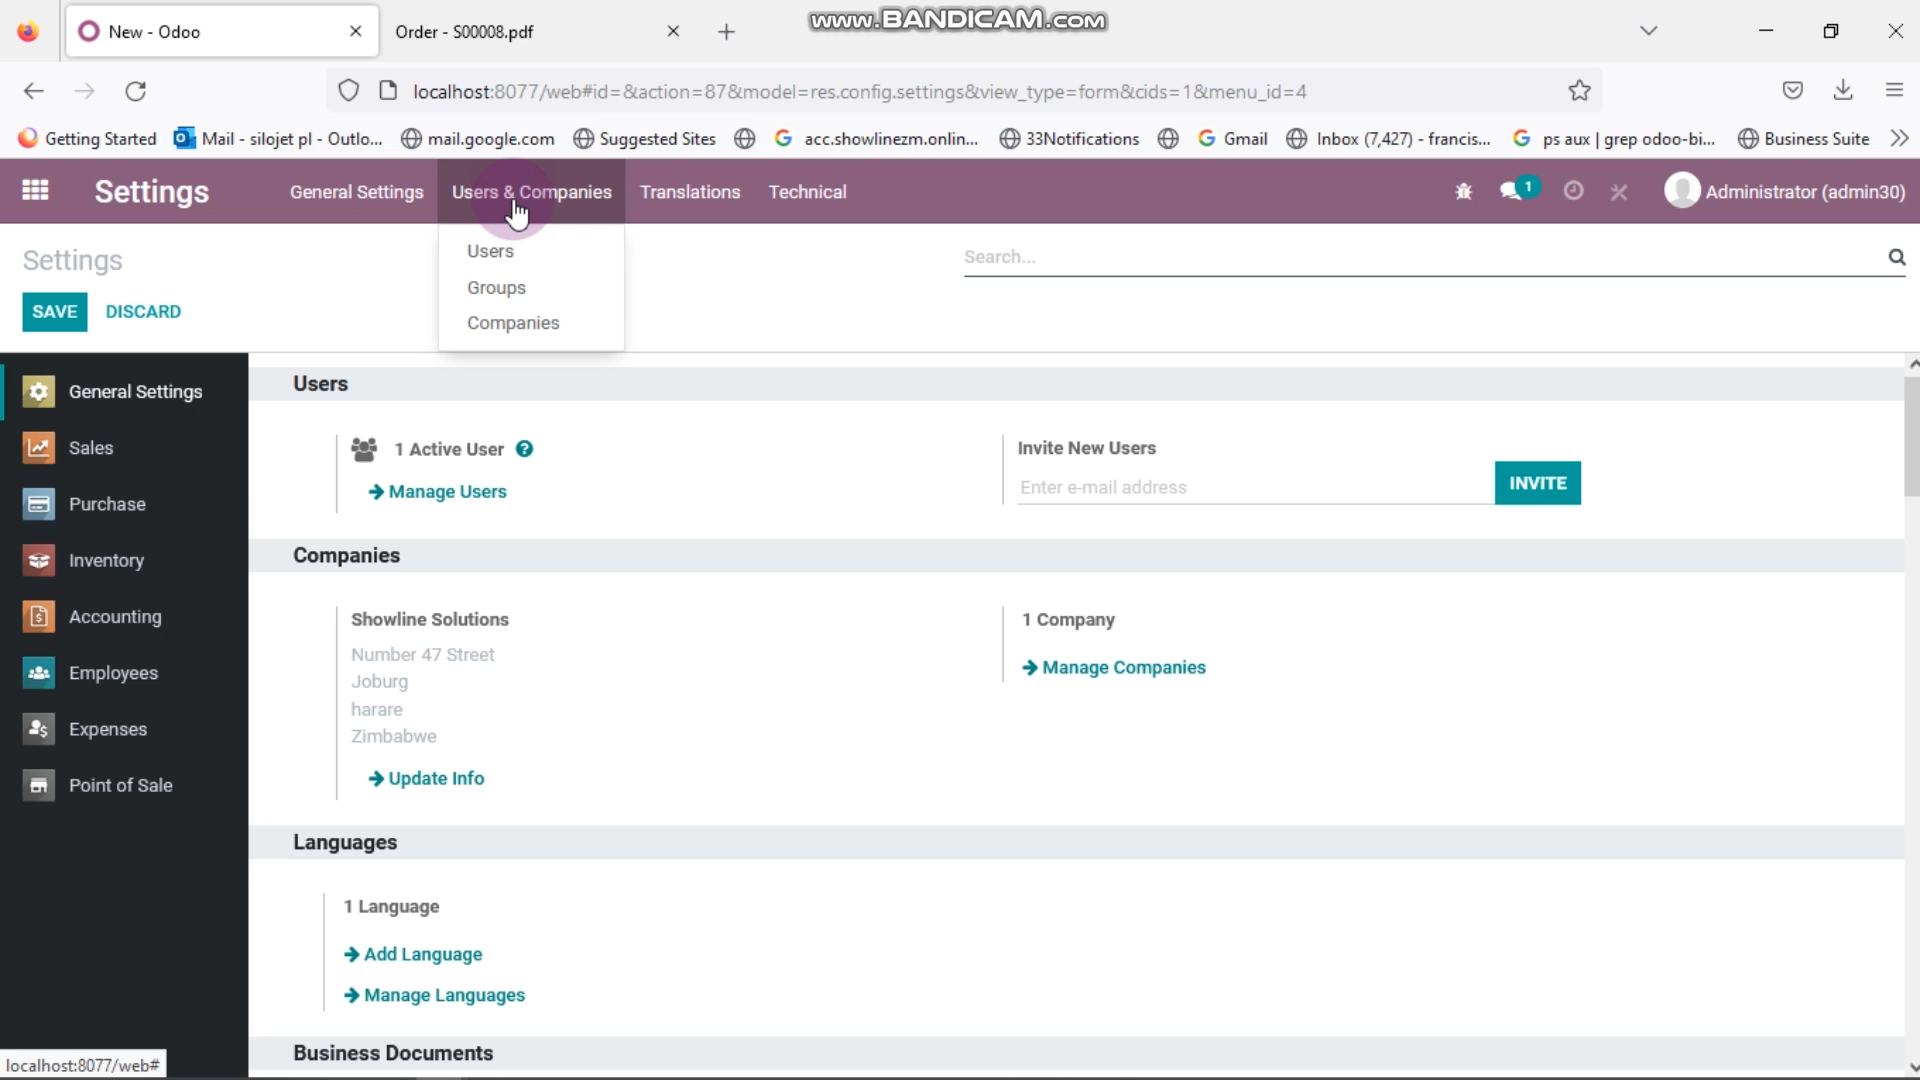 New - Odoo
Order - S00008.pdf
www.BANDICAM.com
localhost:8077/web#id=&action=87&model=res.config.settings&view_type=form&cids=1&menu_id=4
Getting Started
Mail - silojet pl - Outlo...
mail.google.com
Suggested Sites
acc.showlinezm.onlin...
33Notifications
Gmail
Inbox (7,427) - francis...
ps aux | grep odoo-bi...
Business Suite
Settings
General Settings
Users & Companies
Translations
Technical
1
Administrator (admin30)
Settings
Search...
SAVE
DISCARD
Users
Groups
Companies
General Settings
Sales
Purchase
Inventory
Accounting
Employees
Expenses
Point of Sale
Users
1 Active User ?
Manage Users
Invite New Users
Enter e-mail address
INVITE
Companies
Showline Solutions
Number 47 Street
Joburg
harare
Zimbabwe
Update Info
1 Company
Manage Companies
Languages
1 Language
Add Language
Manage Languages
Business Documents
localhost:8077/web#